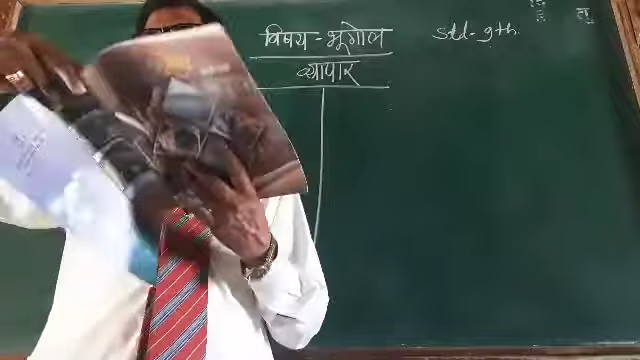 विषय - भूगोल
std - 9th.
व्यापार